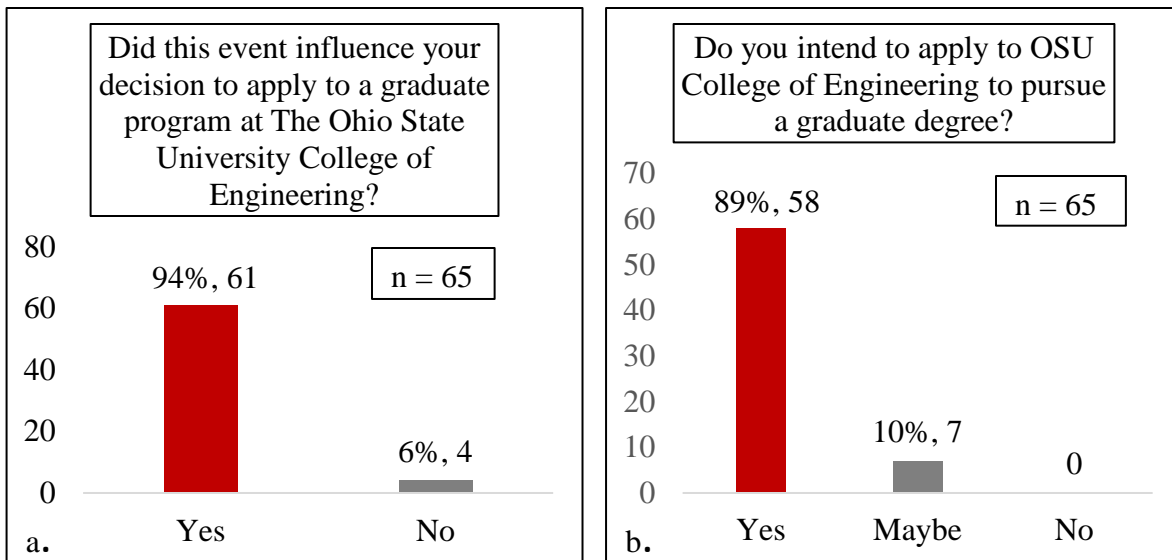 Did this event influence your
decision to apply to a graduate
program at The Ohio State
University College of
Engineering?
80
60
40
20
0
94%, 61
n = 65
6%, 4
Yes
No
a.
Do you intend to apply to OSU
College of Engineering to pursue
a graduate degree?
70
60
50
40
30
20
10
0
89%, 58
n = 65
10%, 7
0
Yes
Maybe
No
b.